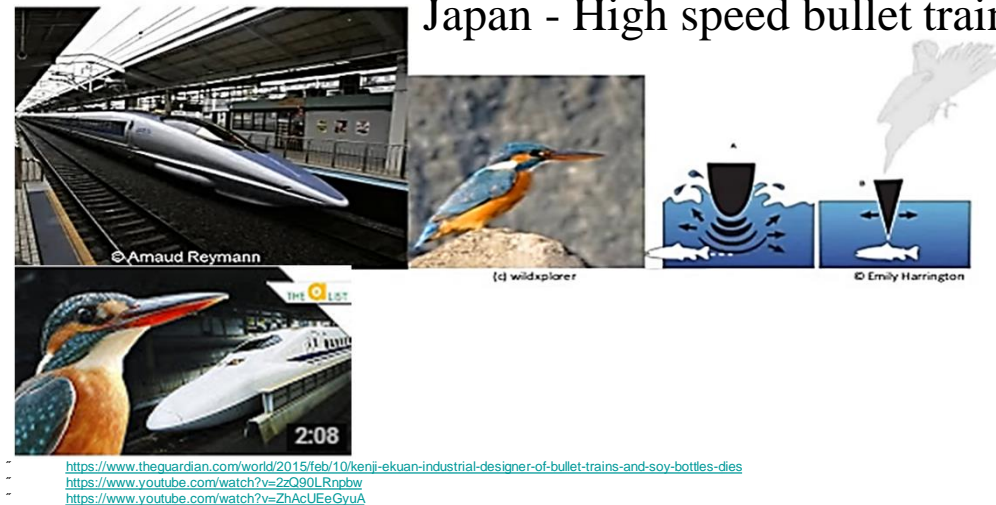 Japan - High speed bullet train
© Arnaud Reymann
(c) wildxplorer
A
B
© Emily Harrington
THE a LIST
2:08
https://www.theguardian.com/world/2015/feb/10/kenji-ekuan-industrial-designer-of-bullet-trains-and-soy-bottles-dies
https://www.youtube.com/watch?v=2zQ90LRnpbw
https://www.youtube.com/watch?v=ZhAcUEeGyuA